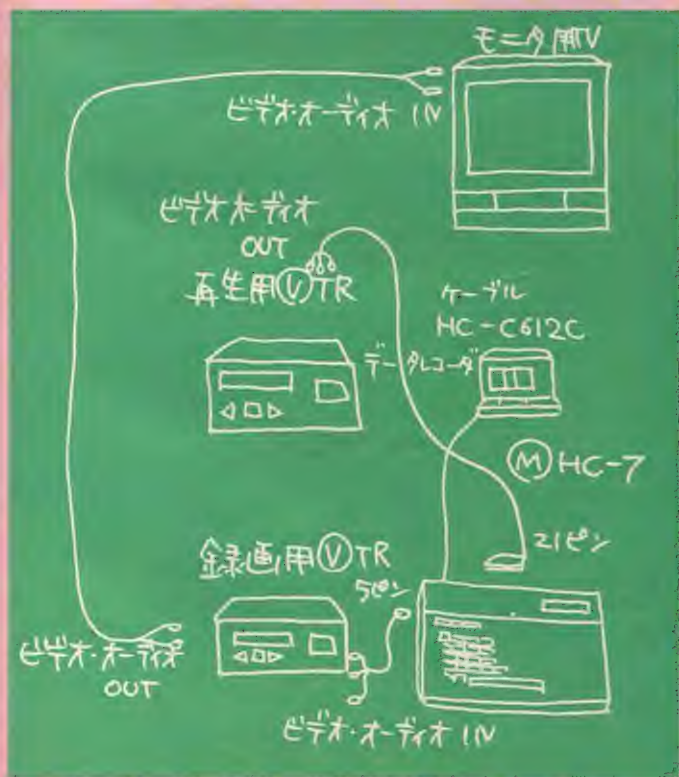 モニタ用TV
ビデオ・オーディオ IN
ビデオオーディオ
OUT
再生用ⓋTR
ケーブル
HC-C612C
データレコーダ
ⓂHC-7
21ピン
録画用ⓋTR
5ピン
ビデオ・オーディオ
OUT
ビデオ・オーディオ IN